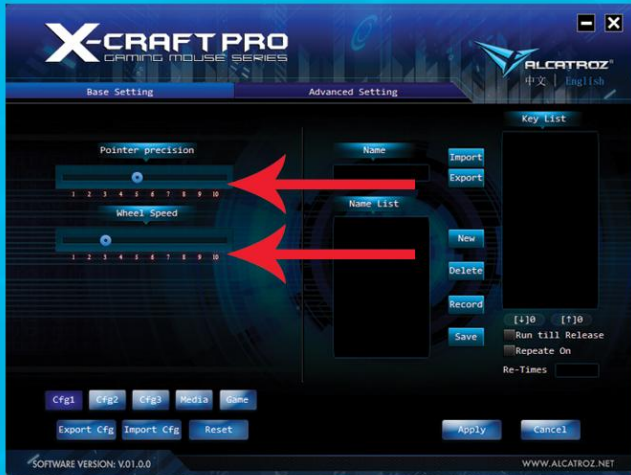 X-CRAFT PRO
GAMING MOUSE SERIES
ALCATROZ®
中文 | English
Base Setting
Advanced Setting
Key List
Pointer precision
1 2 3 4 5 6 7 8 9 10
Wheel Speed
1 2 3 4 5 6 7 8 9 10
Name
Import
Export
Name List
New
Delete
Record
Save
[↓]0 [↑]0
Run till Release
Repeate On
Re-Times
Cfg1 Cfg2 Cfg3 Media Game
Export Cfg Import Cfg Reset
Apply Cancel
SOFTWARE VERSION: V.01.0.0
WWW.ALCATROZ.NET